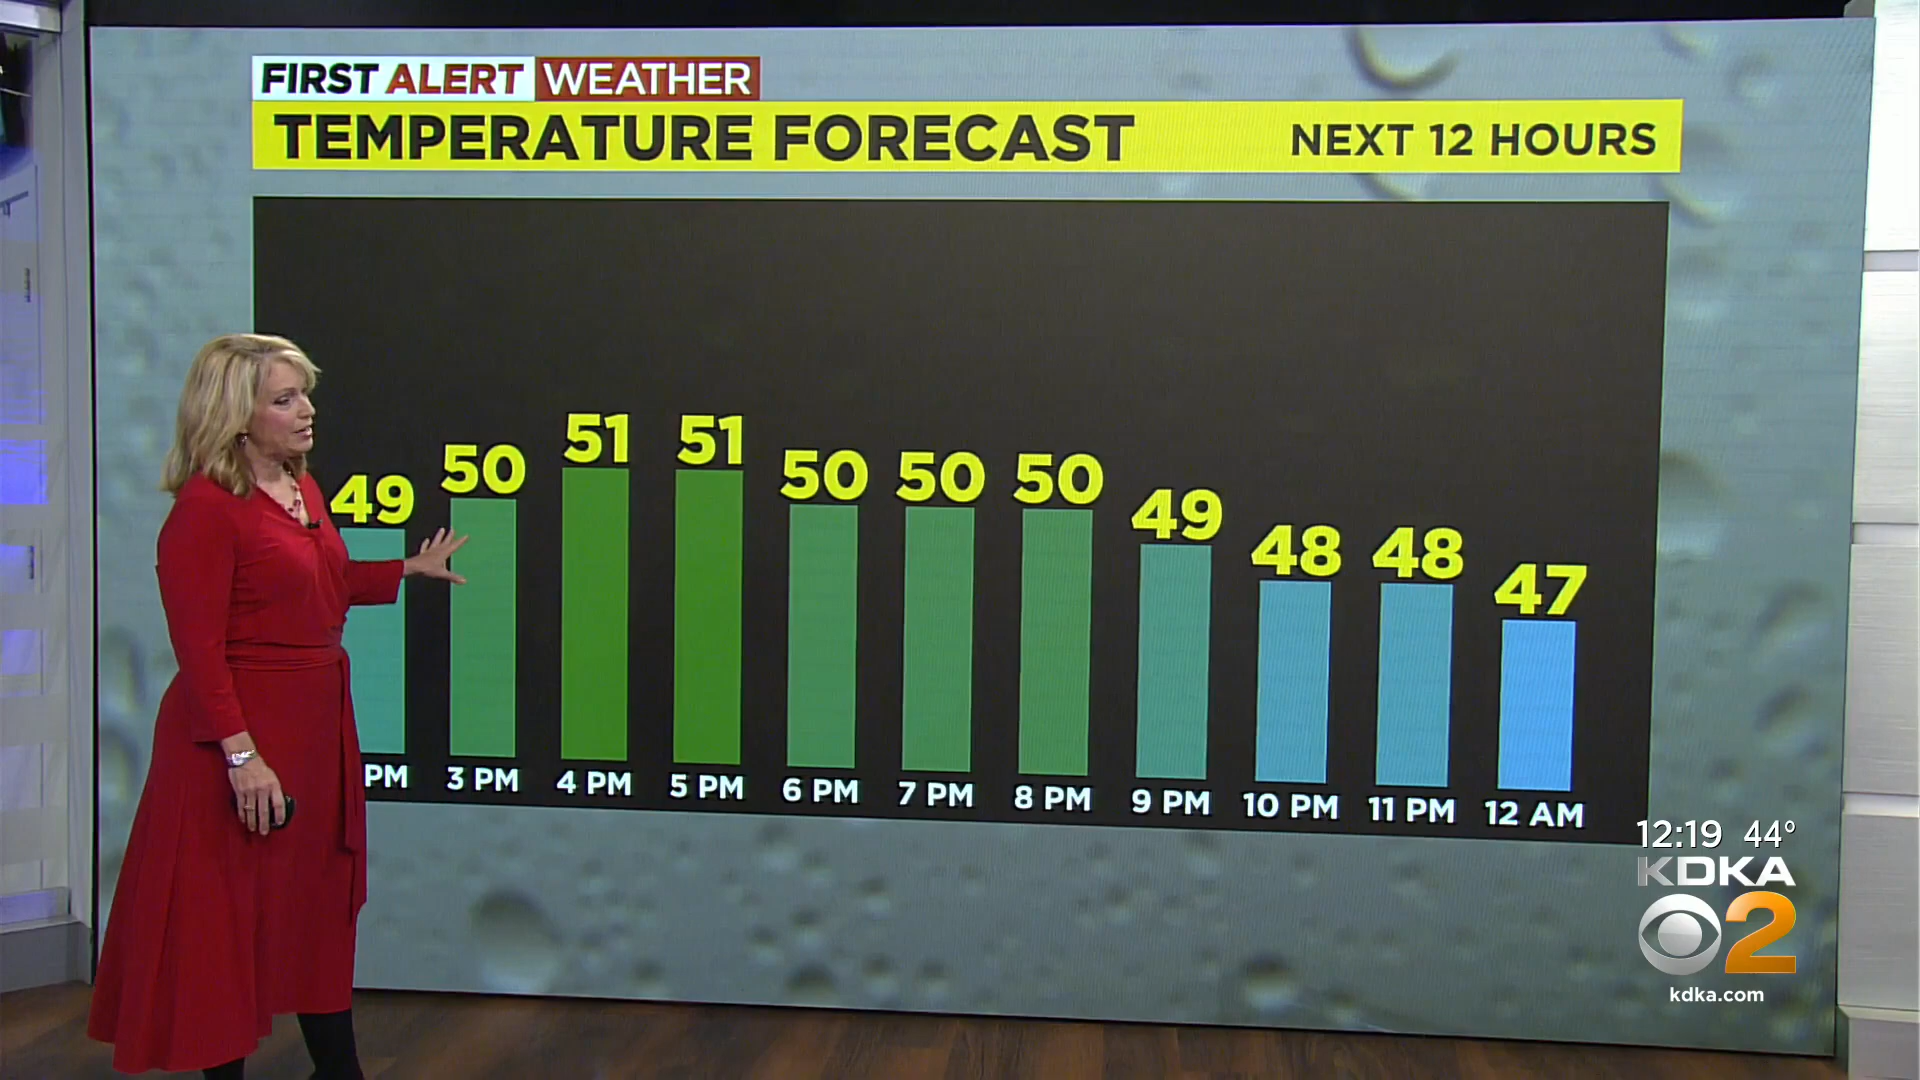 FIRST ALERT WEATHER
TEMPERATURE FORECAST NEXT 12 HOURS
49 50 51 51 50 50 50 49 48 48 47
PM 3 PM 4 PM 5 PM 6 PM 7 PM 8 PM 9 PM 10 PM 11 PM 12 AM
12:19 44°
KDKA
2
kdka.com